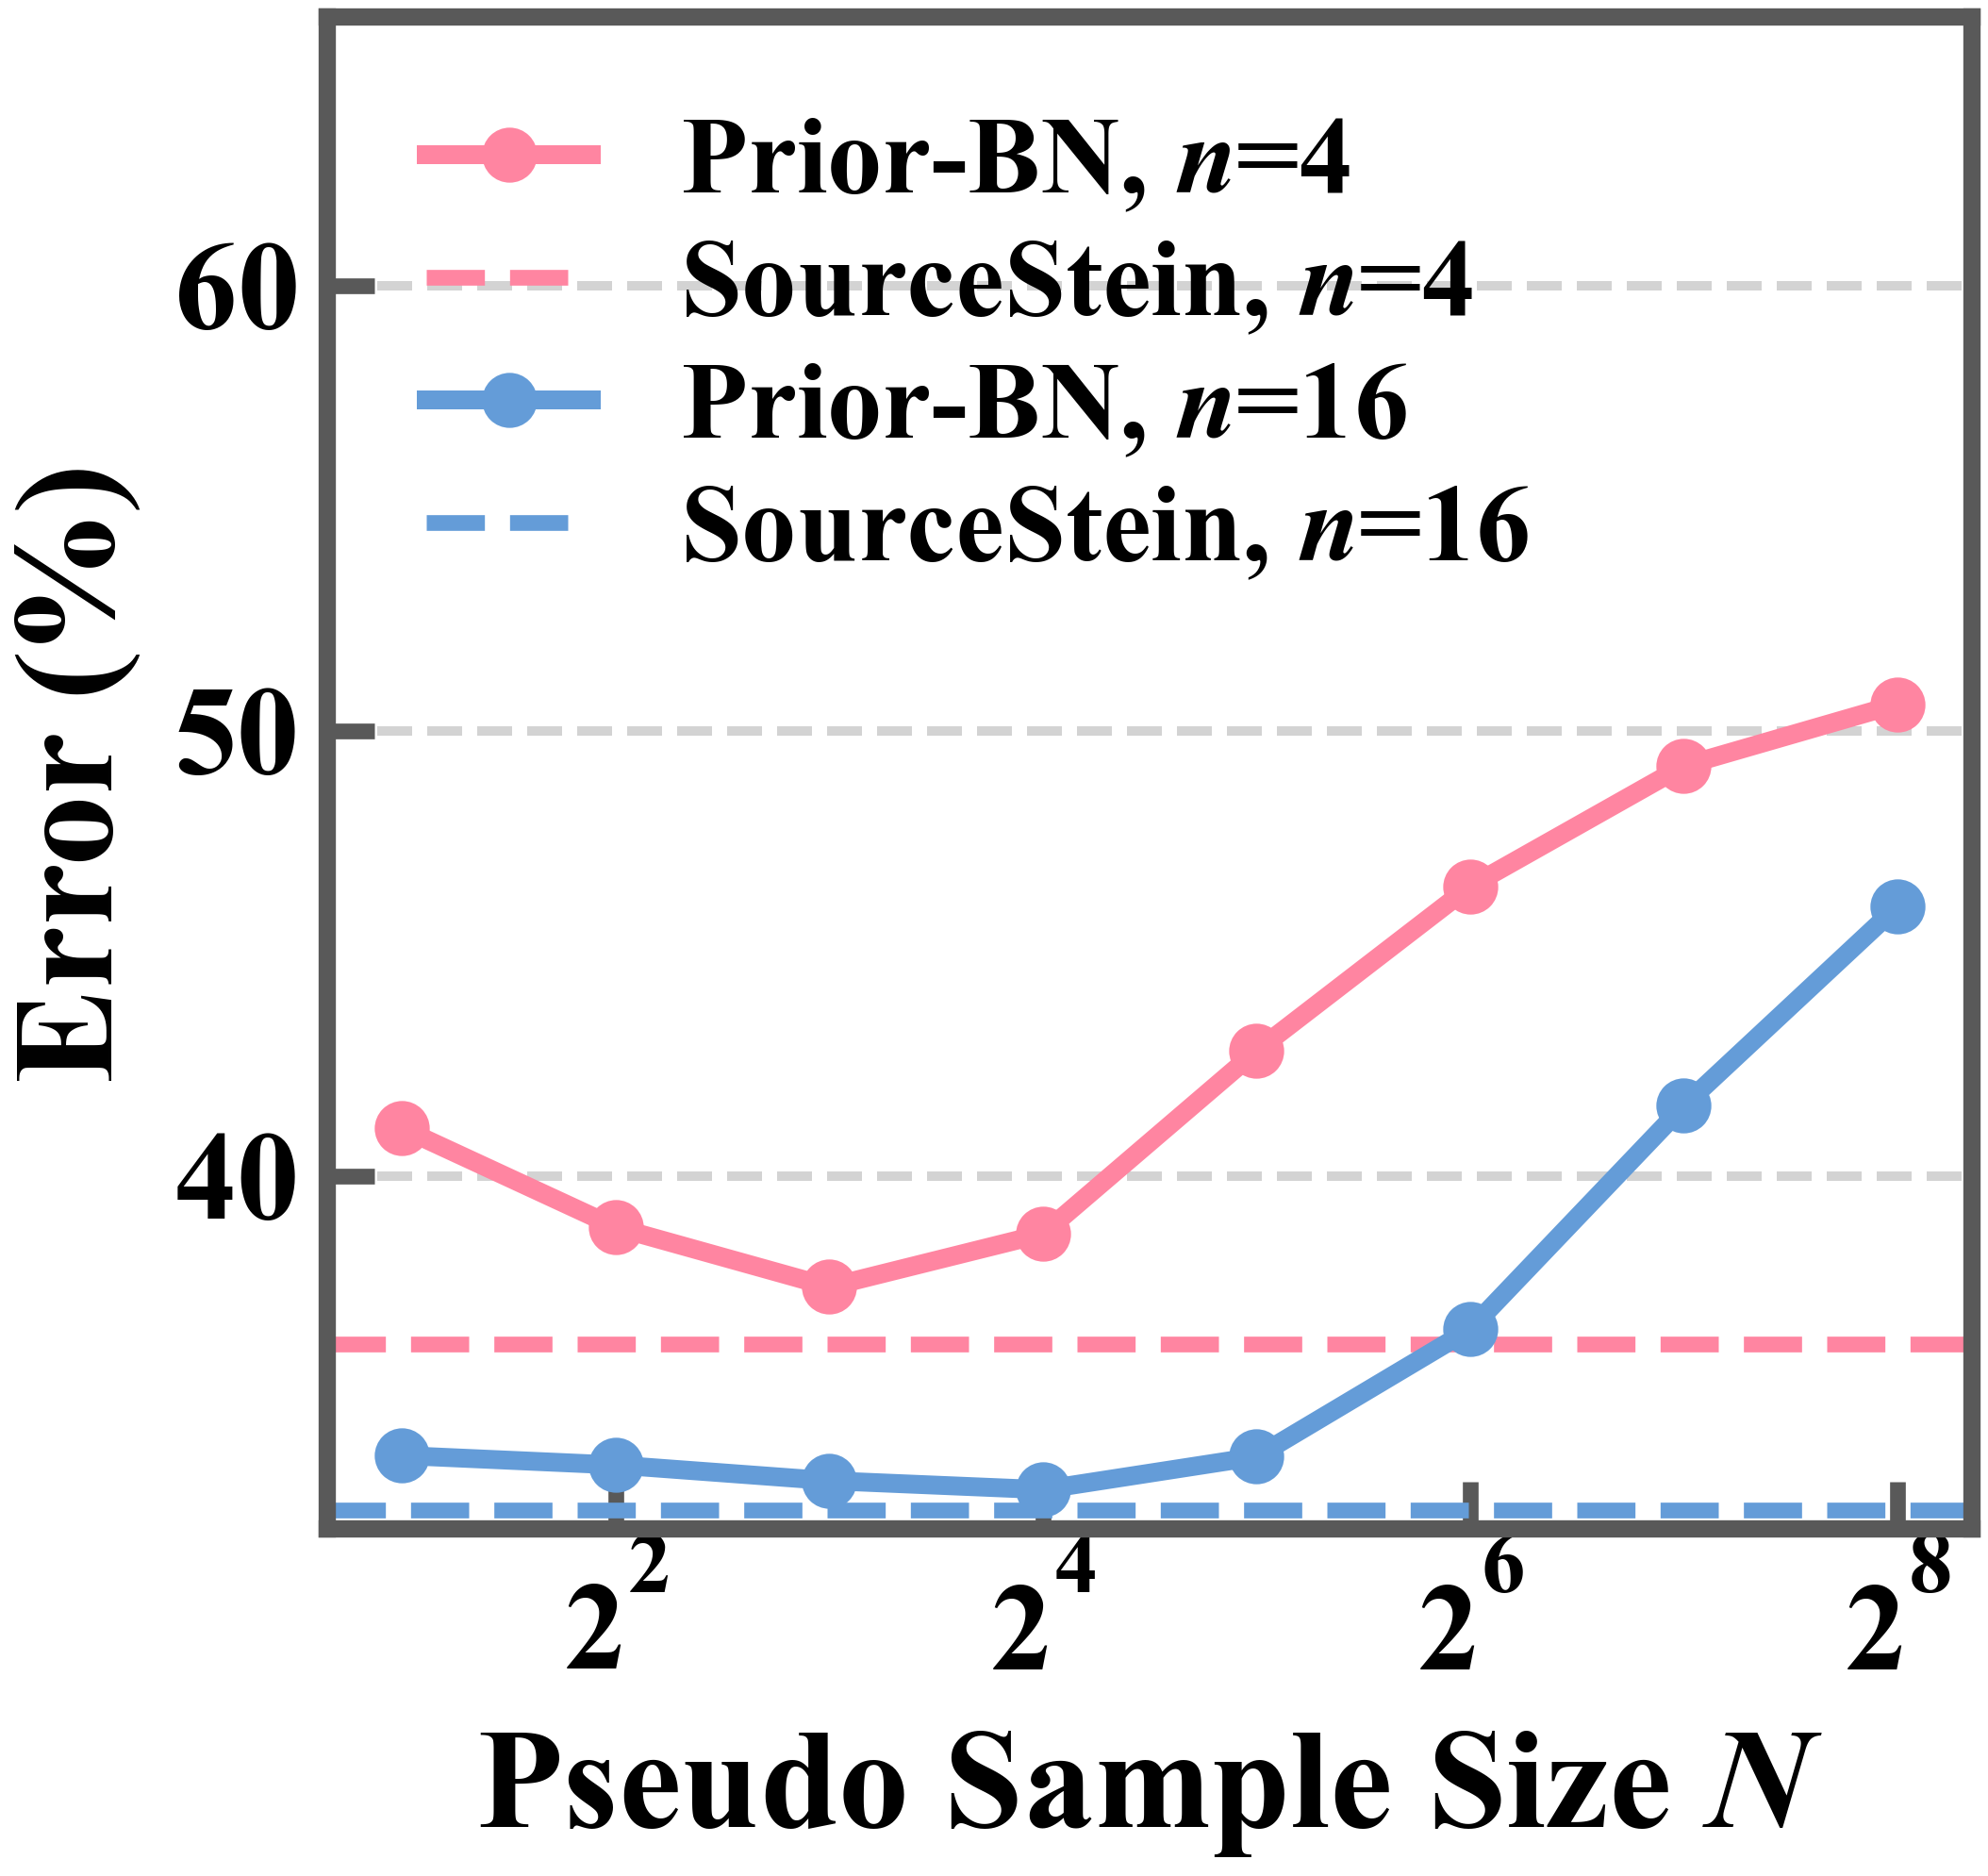 Prior-BN, n=4
SourceStein, n=4
Prior-BN, n=16
SourceStein, n=16
60
50
40
Error (%)
2^2 2^4 2^6 2^8
Pseudo Sample Size N